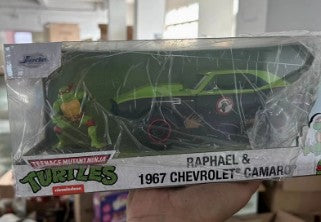 Jada
TEENAGE MUTANT NINJA
TURTLES
nickelodeon
RAPHAEL &
1967 CHEVROLET® CAMARO®